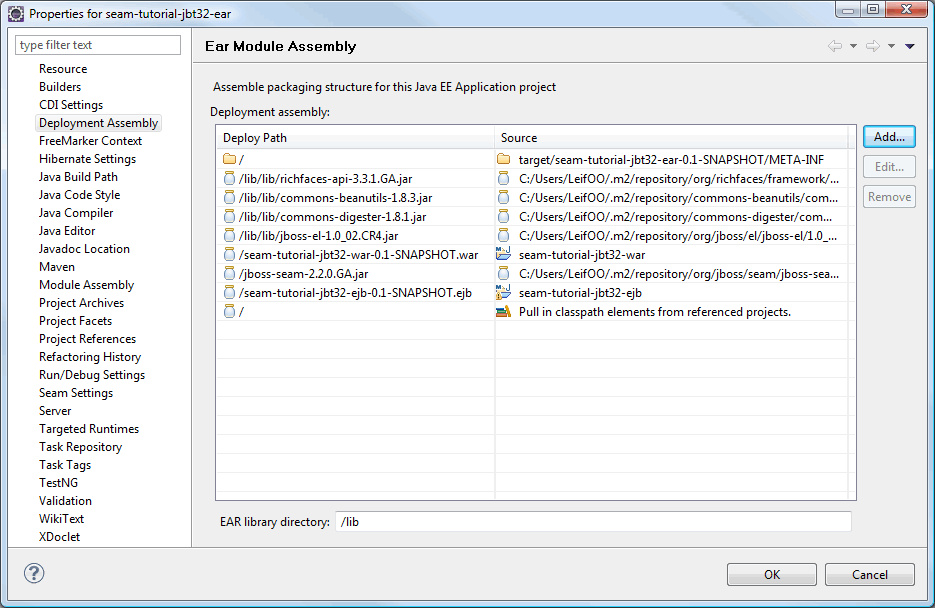 Properties for seam-tutorial-jbt32-ear
type filter text
Resource
Builders
CDI Settings
Deployment Assembly
FreeMarker Context
Hibernate Settings
Java Build Path
Java Code Style
Java Compiler
Java Editor
Javadoc Location
Maven
Module Assembly
Project Archives
Project Facets
Project References
Refactoring History
Run/Debug Settings
Seam Settings
Server
Targeted Runtimes
Task Repository
Task Tags
TestNG
Validation
WikiText
XDoclet
Ear Module Assembly
Assemble packaging structure for this Java EE Application project
Deployment assembly:
Deploy Path Source
/ target/seam-tutorial-jbt32-ear-0.1-SNAPSHOT/META-INF
/lib/lib/richfaces-api-3.3.1.GA.jar C:/Users/LeifOO/.m2/repository/org/richfaces/framework/...
/lib/lib/commons-beanutils-1.8.3.jar C:/Users/LeifOO/.m2/repository/commons-beanutils/com...
/lib/lib/commons-digester-1.8.1.jar C:/Users/LeifOO/.m2/repository/commons-digester/com...
/lib/lib/jboss-el-1.0_02.CR4.jar C:/Users/LeifOO/.m2/repository/org/jboss/el/jboss-el/1.0_...
/seam-tutorial-jbt32-war-0.1-SNAPSHOT.war seam-tutorial-jbt32-war
/jboss-seam-2.2.0.GA.jar C:/Users/LeifOO/.m2/repository/org/jboss/seam/jboss-sea...
/seam-tutorial-jbt32-ejb-0.1-SNAPSHOT.ejb seam-tutorial-jbt32-ejb
/ Pull in classpath elements from referenced projects.
Add...
Edit...
Remove
EAR library directory: /lib
?
OK Cancel